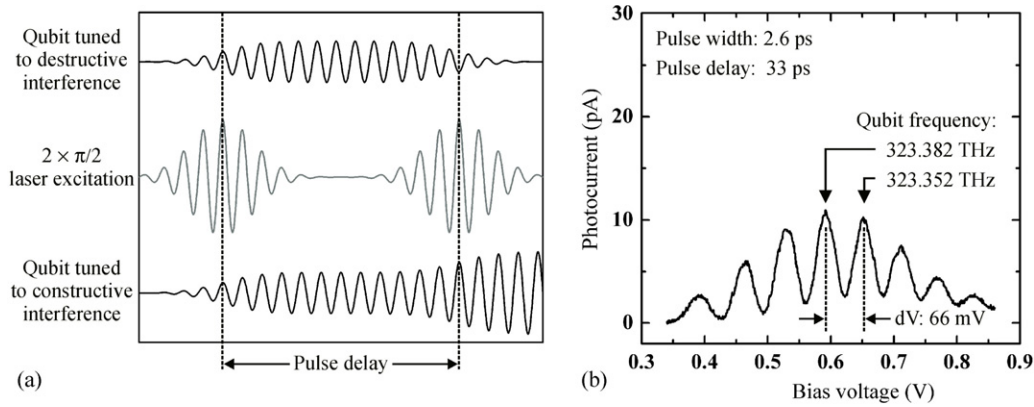 (a)
Qubit tuned
to destructive
interference
2 × π/2
laser excitation
Qubit tuned
to constructive
interference
Pulse delay
(b)
Photocurrent (pA)
30
20
10
0
Pulse width: 2.6 ps
Pulse delay: 33 ps
Qubit frequency:
323.382 THz
323.352 THz
dV: 66 mV
0.3 0.4 0.5 0.6 0.7 0.8 0.9
Bias voltage (V)